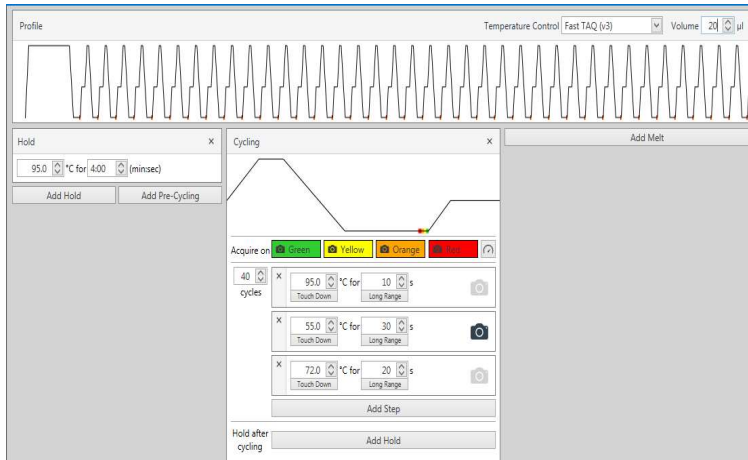 Profile
Temperature Control Fast TAQ (v3) Volume 20 µl
Hold x
95.0 °C for 4:00 (min:sec)
Add Hold Add Pre-Cycling
Cycling x
Acquire on Green Yellow Orange Red
40
cycles
x 95.0 °C for 10 s
Touch Down Long Range
x 55.0 °C for 30 s
Touch Down Long Range
x 72.0 °C for 20 s
Touch Down Long Range
Add Step
Hold after
cycling
Add Hold
Add Melt